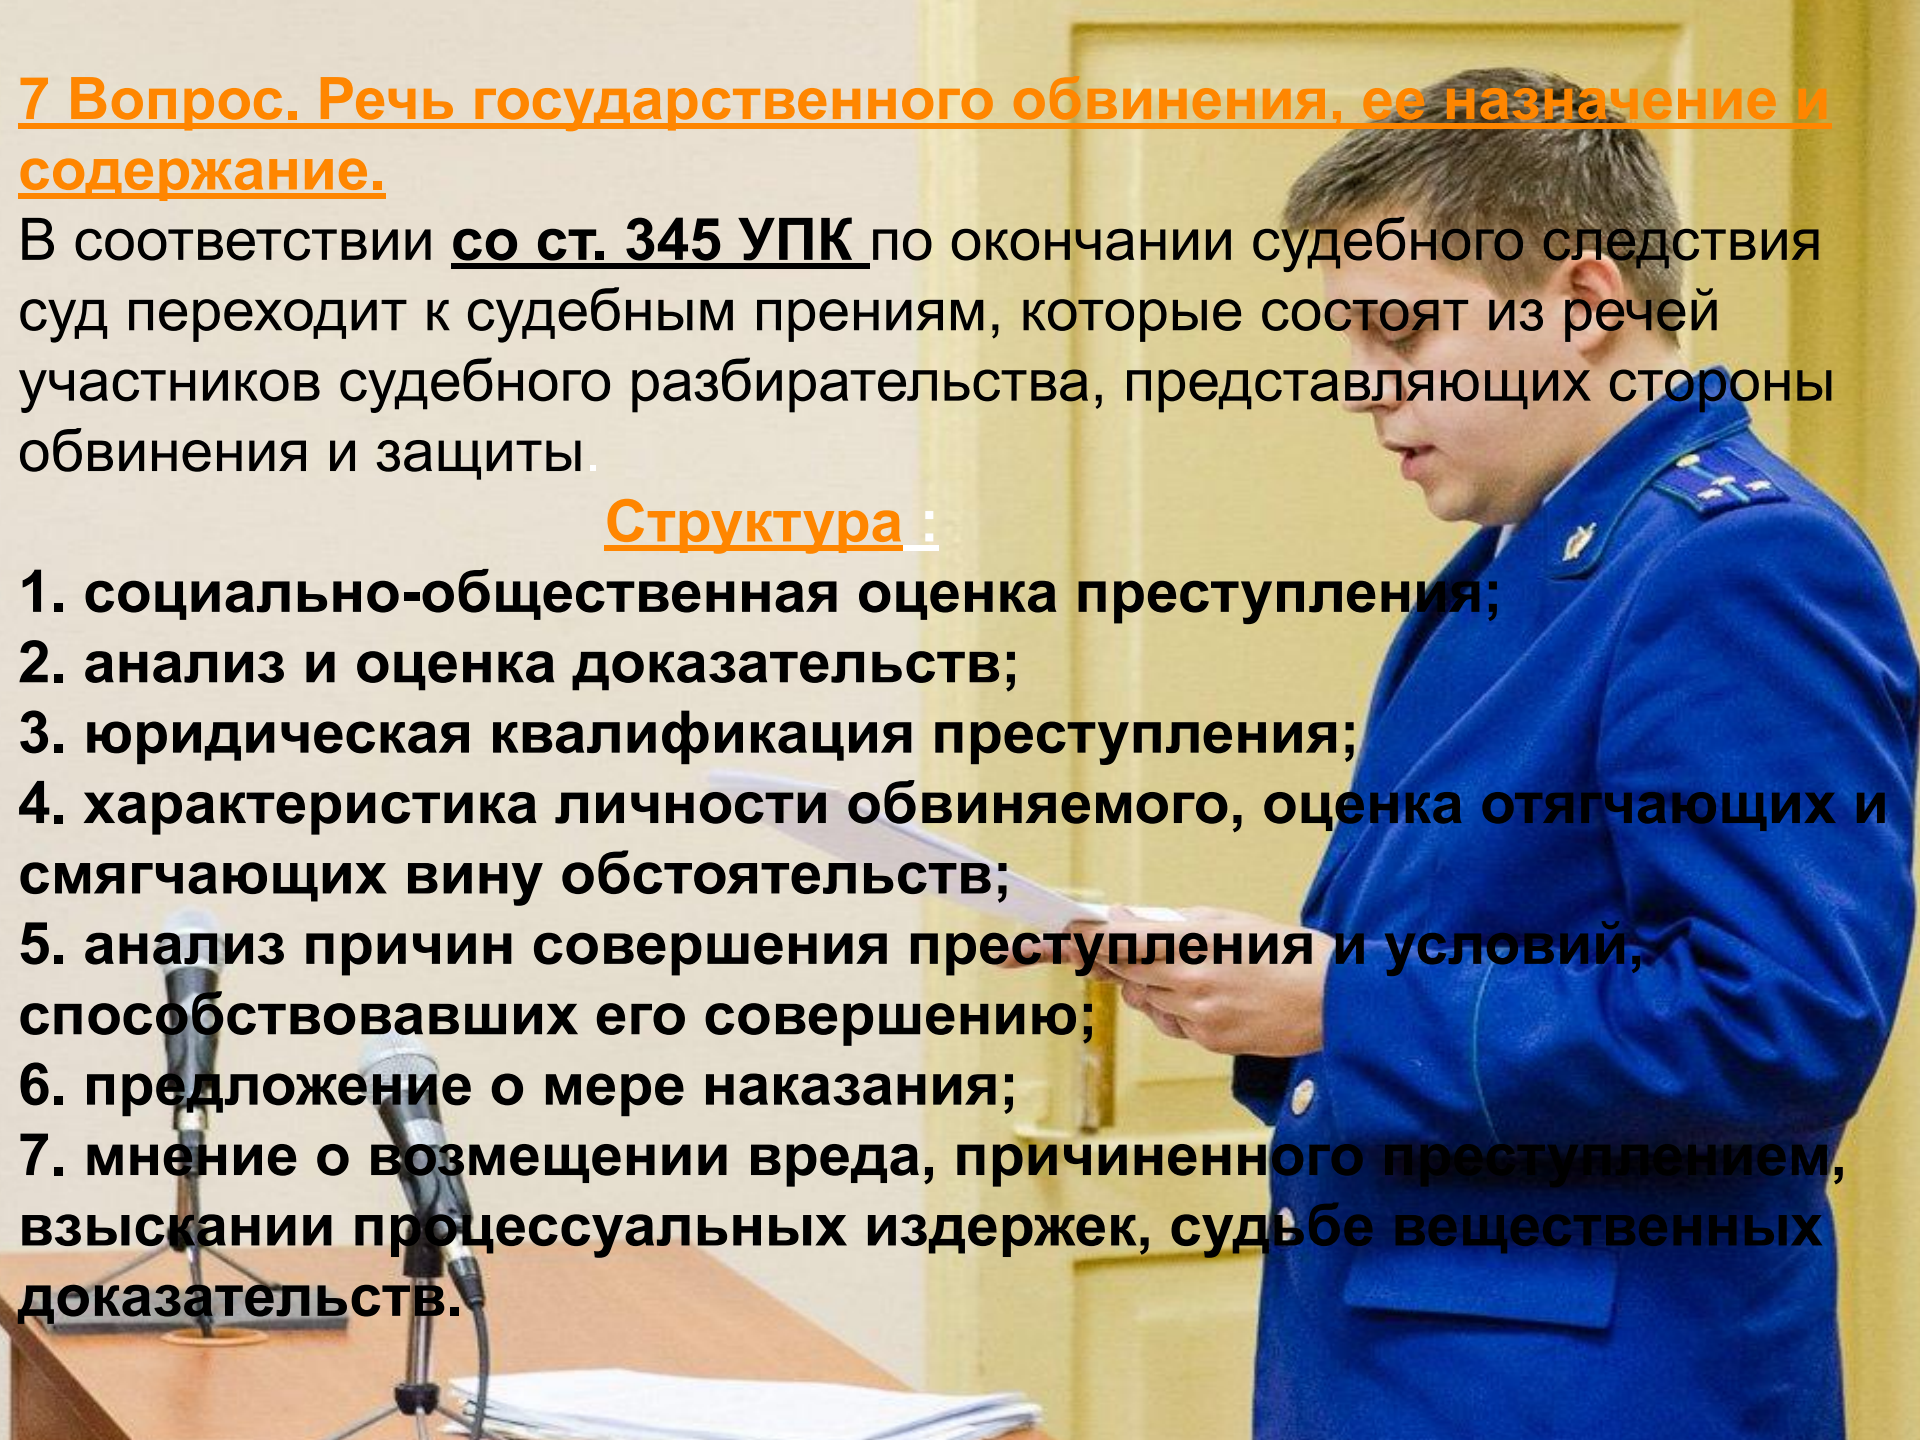 7 Вопрос. Речь государственного обвинения, ее назначение и
содержание.
В соответствии со ст. 345 УПК по окончании судебного следствия
суд переходит к судебным прениям, которые состоят из речей
участников судебного разбирательства, представляющих стороны
обвинения и защиты.
Структура :
1. социально-общественная оценка преступления;
2. анализ и оценка доказательств;
3. юридическая квалификация преступления;
4. характеристика личности обвиняемого, оценка отягчающих и
смягчающих вину обстоятельств;
5. анализ причин совершения преступления и условий,
способствовавших его совершению;
6. предложение о мере наказания;
7. мнение о возмещении вреда, причиненного преступлением,
взыскании процессуальных издержек, судьбе вещественных
доказательств.